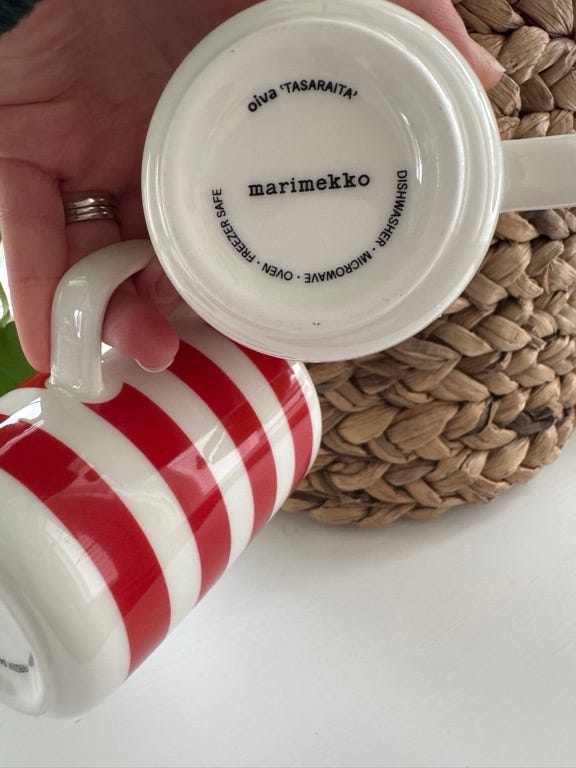 oiva 'TASARAITA'
marimekko
DISHWASHER · MICROWAVE · OVEN · FREEZER SAFE